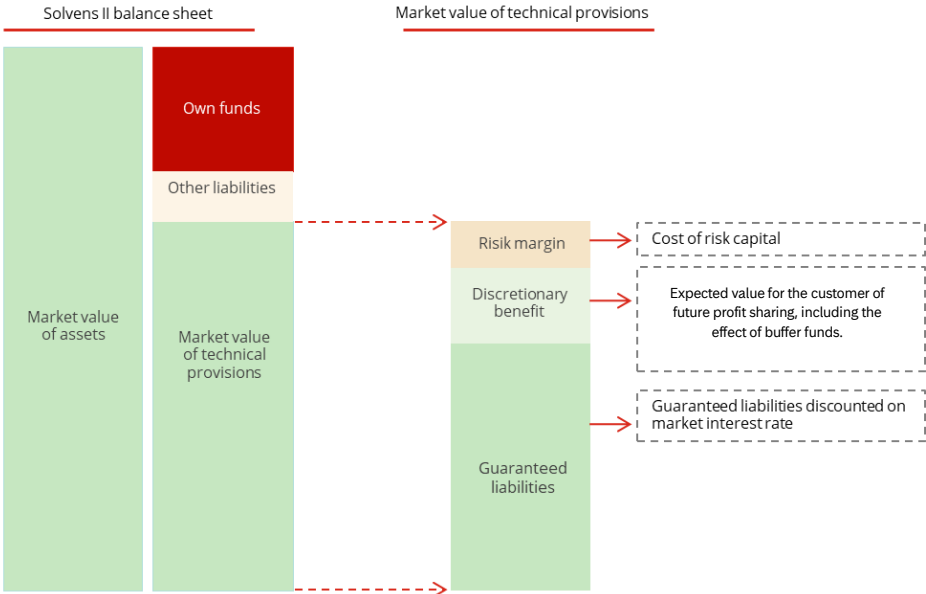 Solvens II balance sheet
Market value of technical provisions
Own funds
Other liabilities
Market value
of assets
Market value
of technical
provisions
Risik margin
Discretionary
benefit
Guaranteed
liabilities
Cost of risk capital
Expected value for the customer of
future profit sharing, including the
effect of buffer funds.
Guaranteed liabilities discounted on
market interest rate